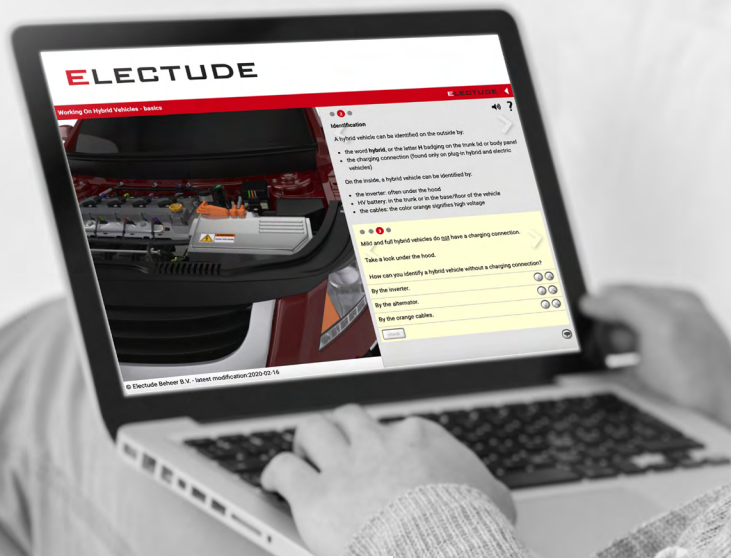 ELECTUDE
Working On Hybrid Vehicles - basics
ELECTUDE
3
?
Identification
A hybrid vehicle can be identified on the outside by:
• the word hybrid, or the letter H badging on the trunk lid or body panel
• the charging connection (found only on plug-in hybrid and electric
vehicles)
On the inside, a hybrid vehicle can be identified by:
• the inverter: often under the hood
• HV battery: in the trunk or in the base/floor of the vehicle
• the cables: the color orange signifies high voltage
Mild and full hybrid vehicles do not have a charging connection.
Take a look under the hood.
How can you identify a hybrid vehicle without a charging connection?
By the inverter.
By the alternator.
By the orange cables.
© Electude Beheer B.V. - latest modification:2020-02-16